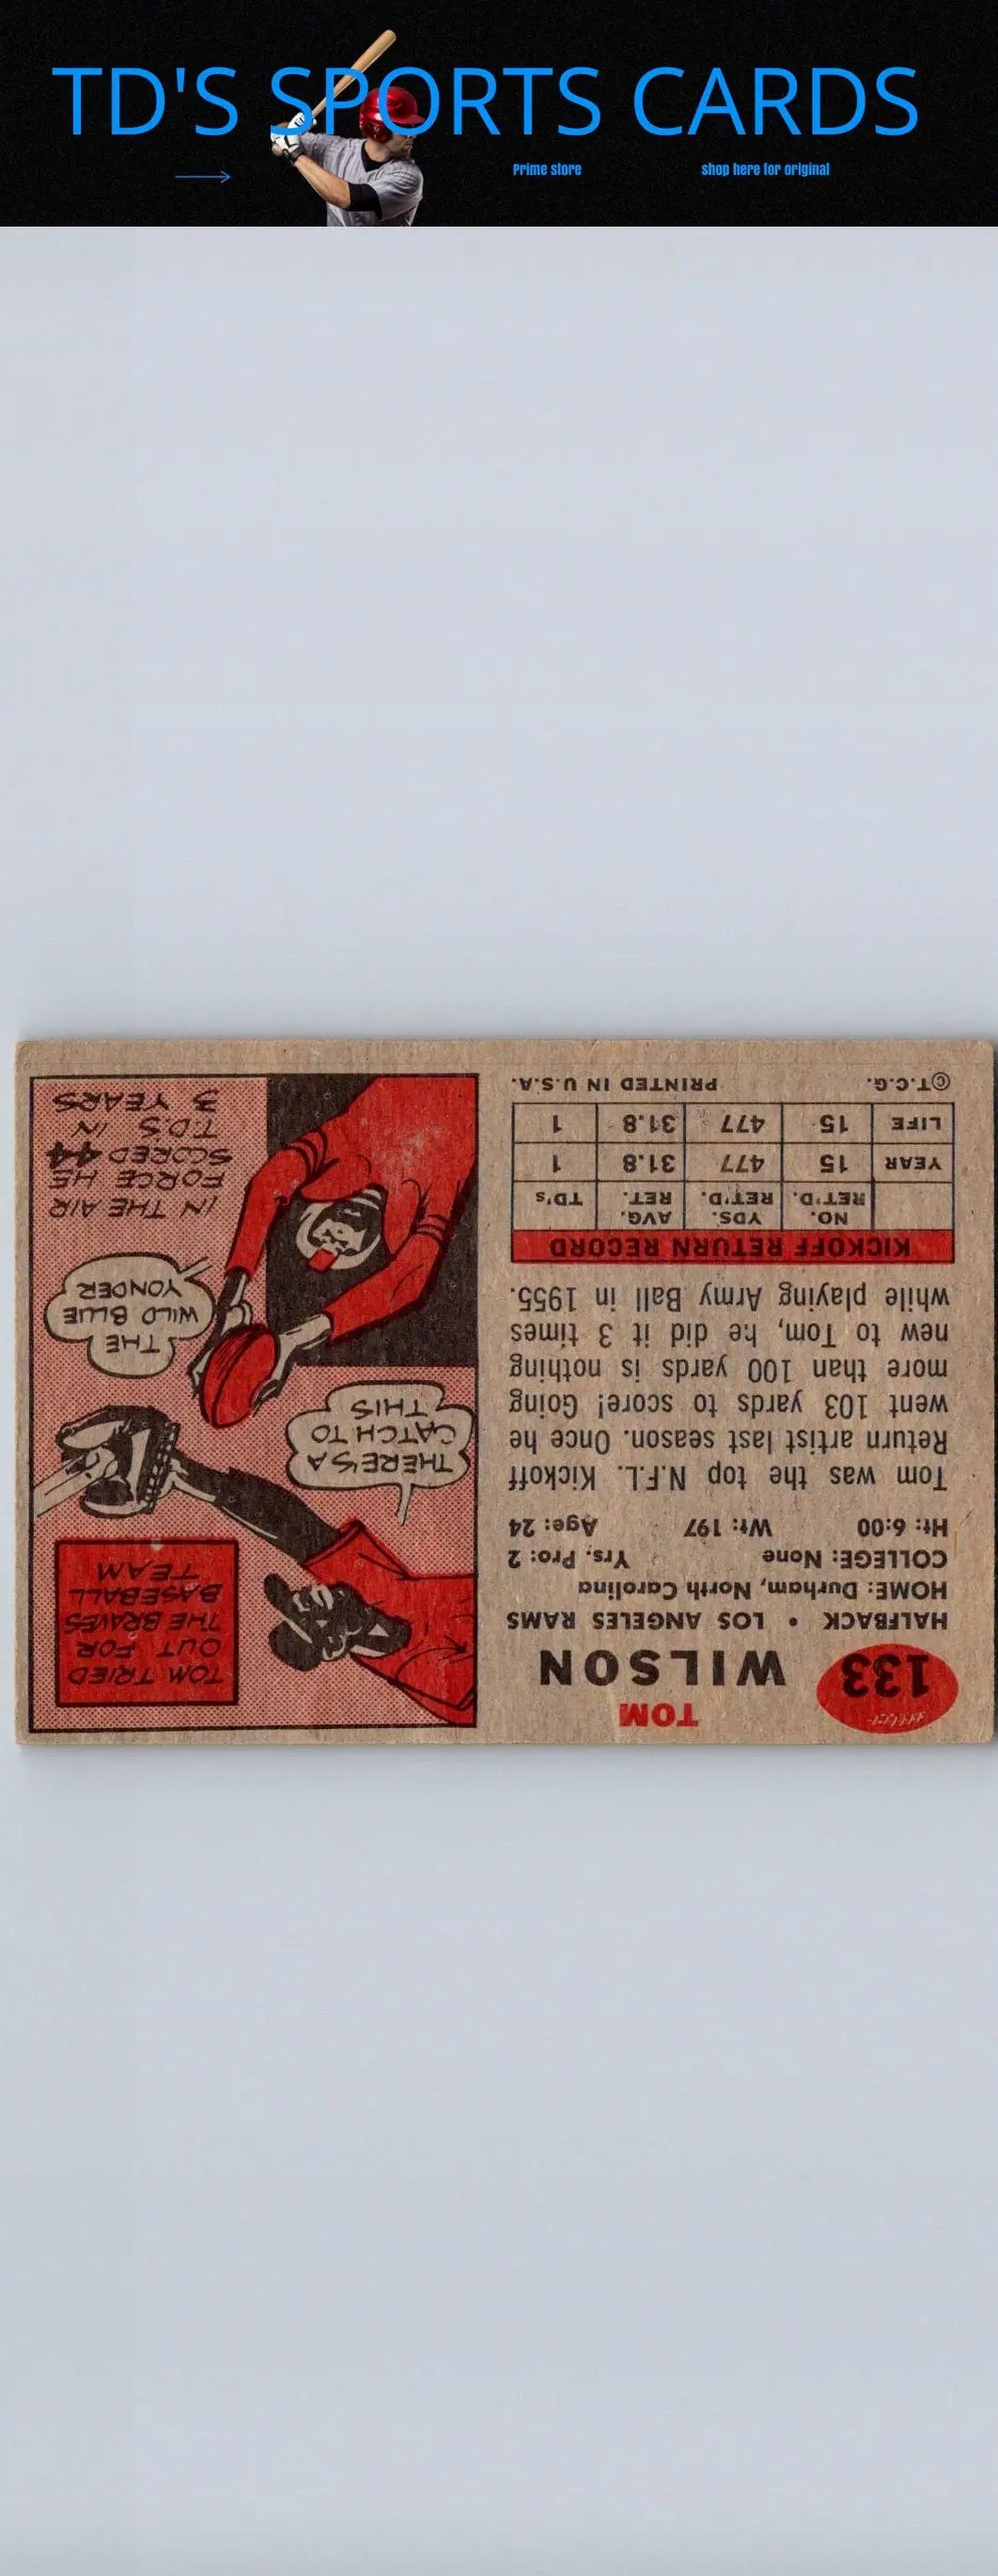 TD'S SPORTS CARDS
Prime store
shop here for original
133
TOM
WILSON
HALFBACK • LOS ANGELES RAMS
HOME: Durham, North Carolina
COLLEGE: None Yrs. Pro: 2
Ht: 6:00 Wt: 197 Age: 24
Tom was the top N.F.L. Kickoff
Return artist last season. Once he
went 103 yards to score! Going
more than 100 yards is nothing
new to Tom, he did it 3 times
while playing Army Ball in 1955.
KICKOFF RETURN RECORD
NO. YDS. AVG.
RET'D. RET'D. RET. TD's
YEAR 15 477 31.8 1
LIFE 15 477 31.8 1
©T.C.G. PRINTED IN U.S.A.
TOM TRIED
OUT FOR
THE BRAVES
BASEBALL
TEAM
THERE'S A
CATCH TO
THIS
THE
WILD BLUE
YONDER
IN THE AIR
FORCE HE
SCORED 44
T.D.'S IN
3 YEARS